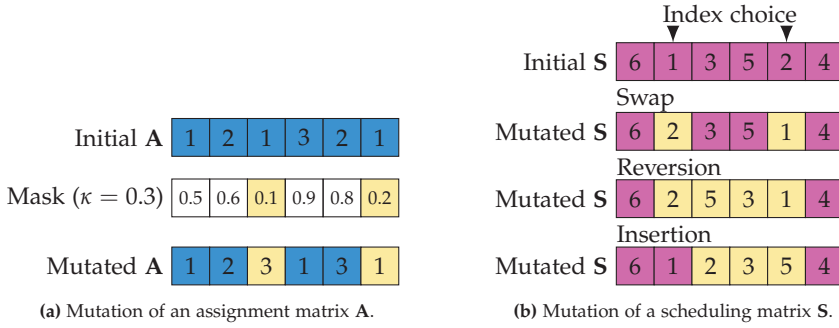 Index choice
Initial S 6 1 3 5 2 4
Swap
Mutated S 6 2 3 5 1 4
Reversion
Mutated S 6 2 5 3 1 4
Insertion
Mutated S 6 1 2 3 5 4
Initial A 1 2 1 3 2 1
Mask (κ = 0.3) 0.5 0.6 0.1 0.9 0.8 0.2
Mutated A 1 2 3 1 3 1
(a) Mutation of an assignment matrix A.
(b) Mutation of a scheduling matrix S.